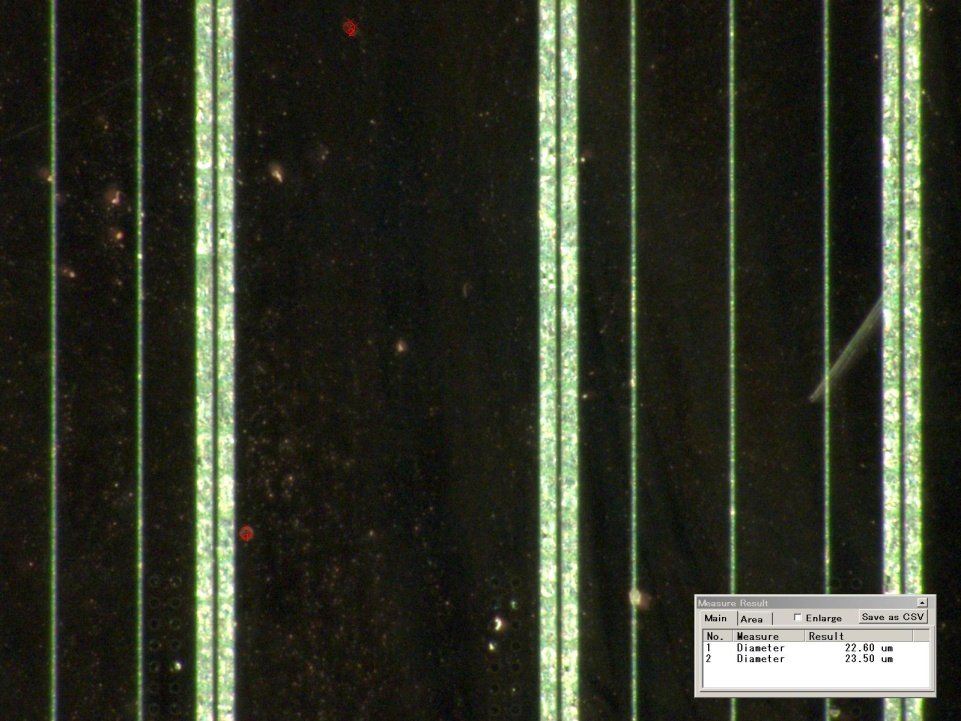 Measure Result
Main Area Enlarge Save as CSV
No. Measure Result
1 Diameter 22.60 um
2 Diameter 23.50 um